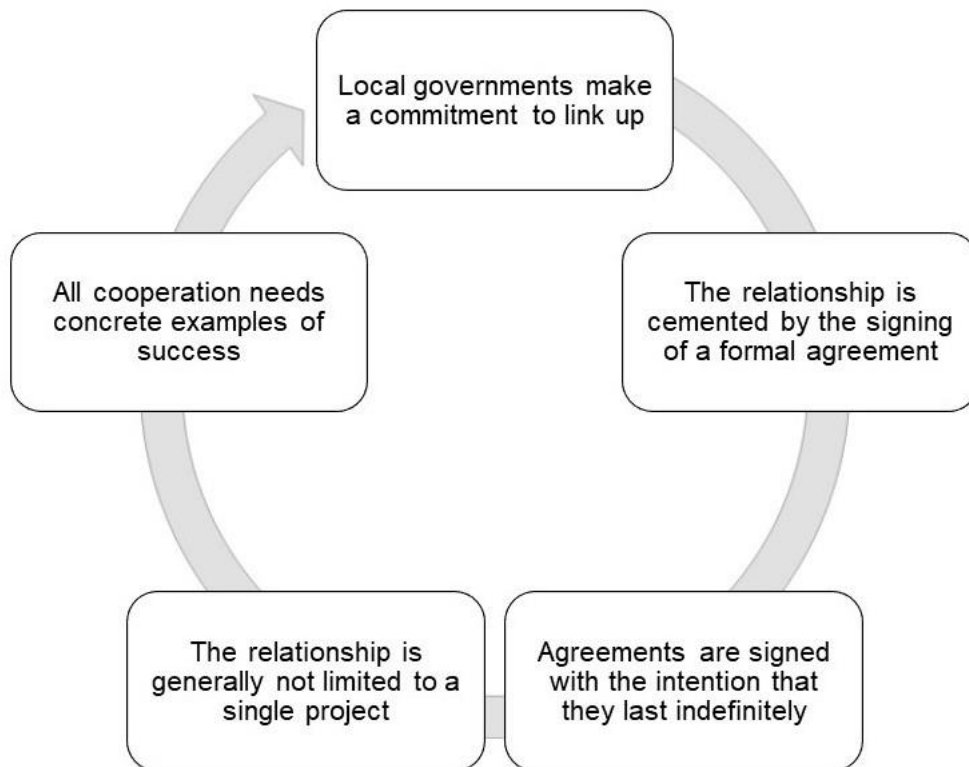 Local governments make
a commitment to link up
The relationship is
cemented by the signing
of a formal agreement
Agreements are signed
with the intention that
they last indefinitely
The relationship is
generally not limited to a
single project
All cooperation needs
concrete examples of
success